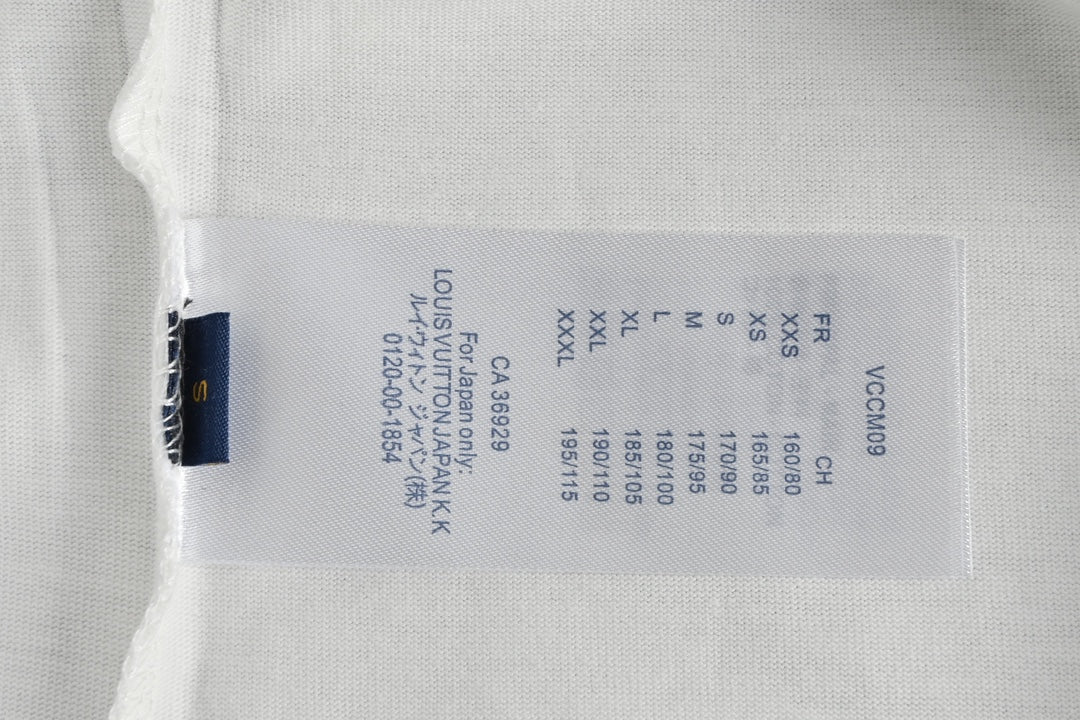 VCCM09
FR CH
XXS 160/80
XS 165/85
S 170/90
M 175/95
L 180/100
XL 185/105
XXL 190/110
XXXL 195/115
CA 36929
For Japan only:
LOUIS VUITTON JAPAN K.K
ルイ・ヴィトン ジャパン(株)
0120-00-1854
S